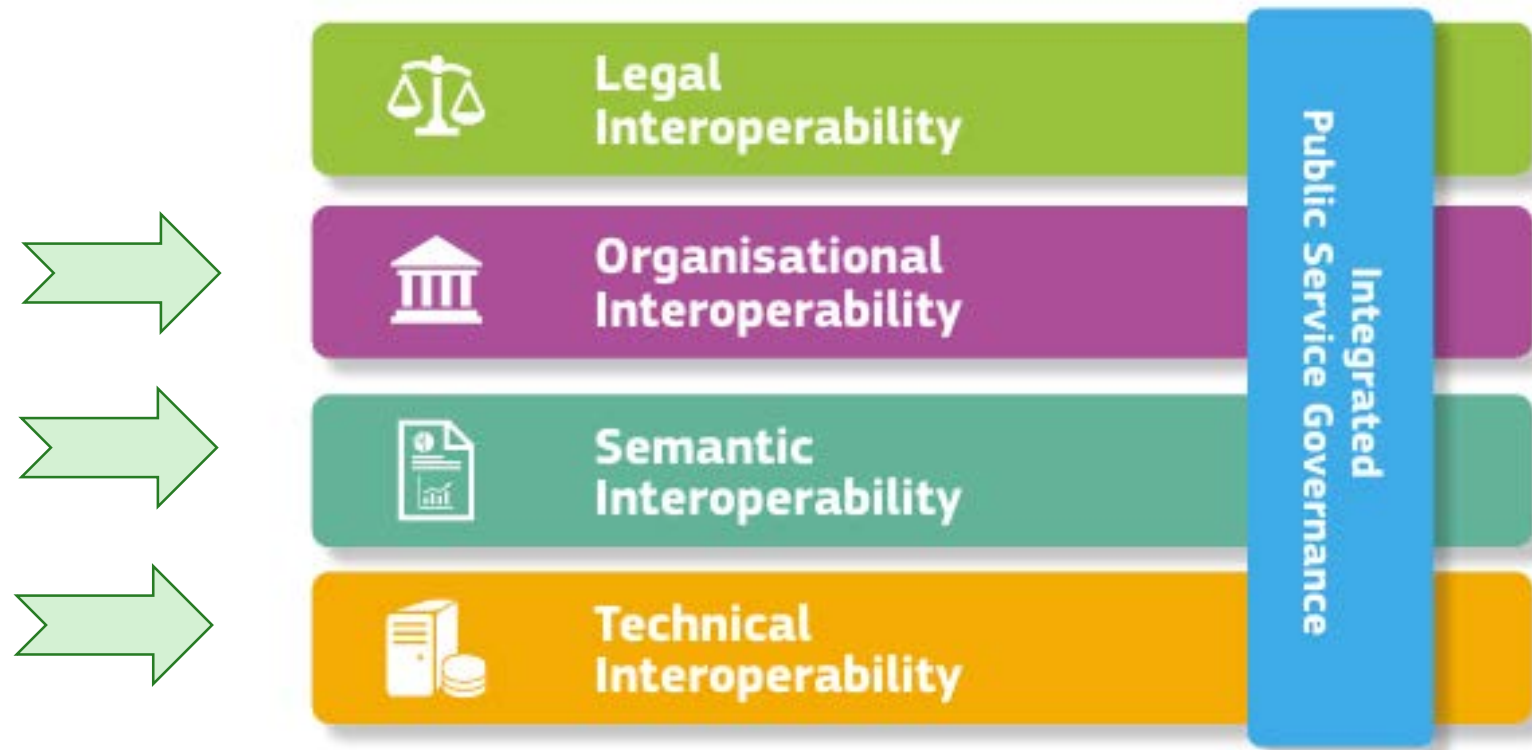 Legal
Interoperability
Organisational
Interoperability
Semantic
Interoperability
Technical
Interoperability
Integrated
Public Service Governance